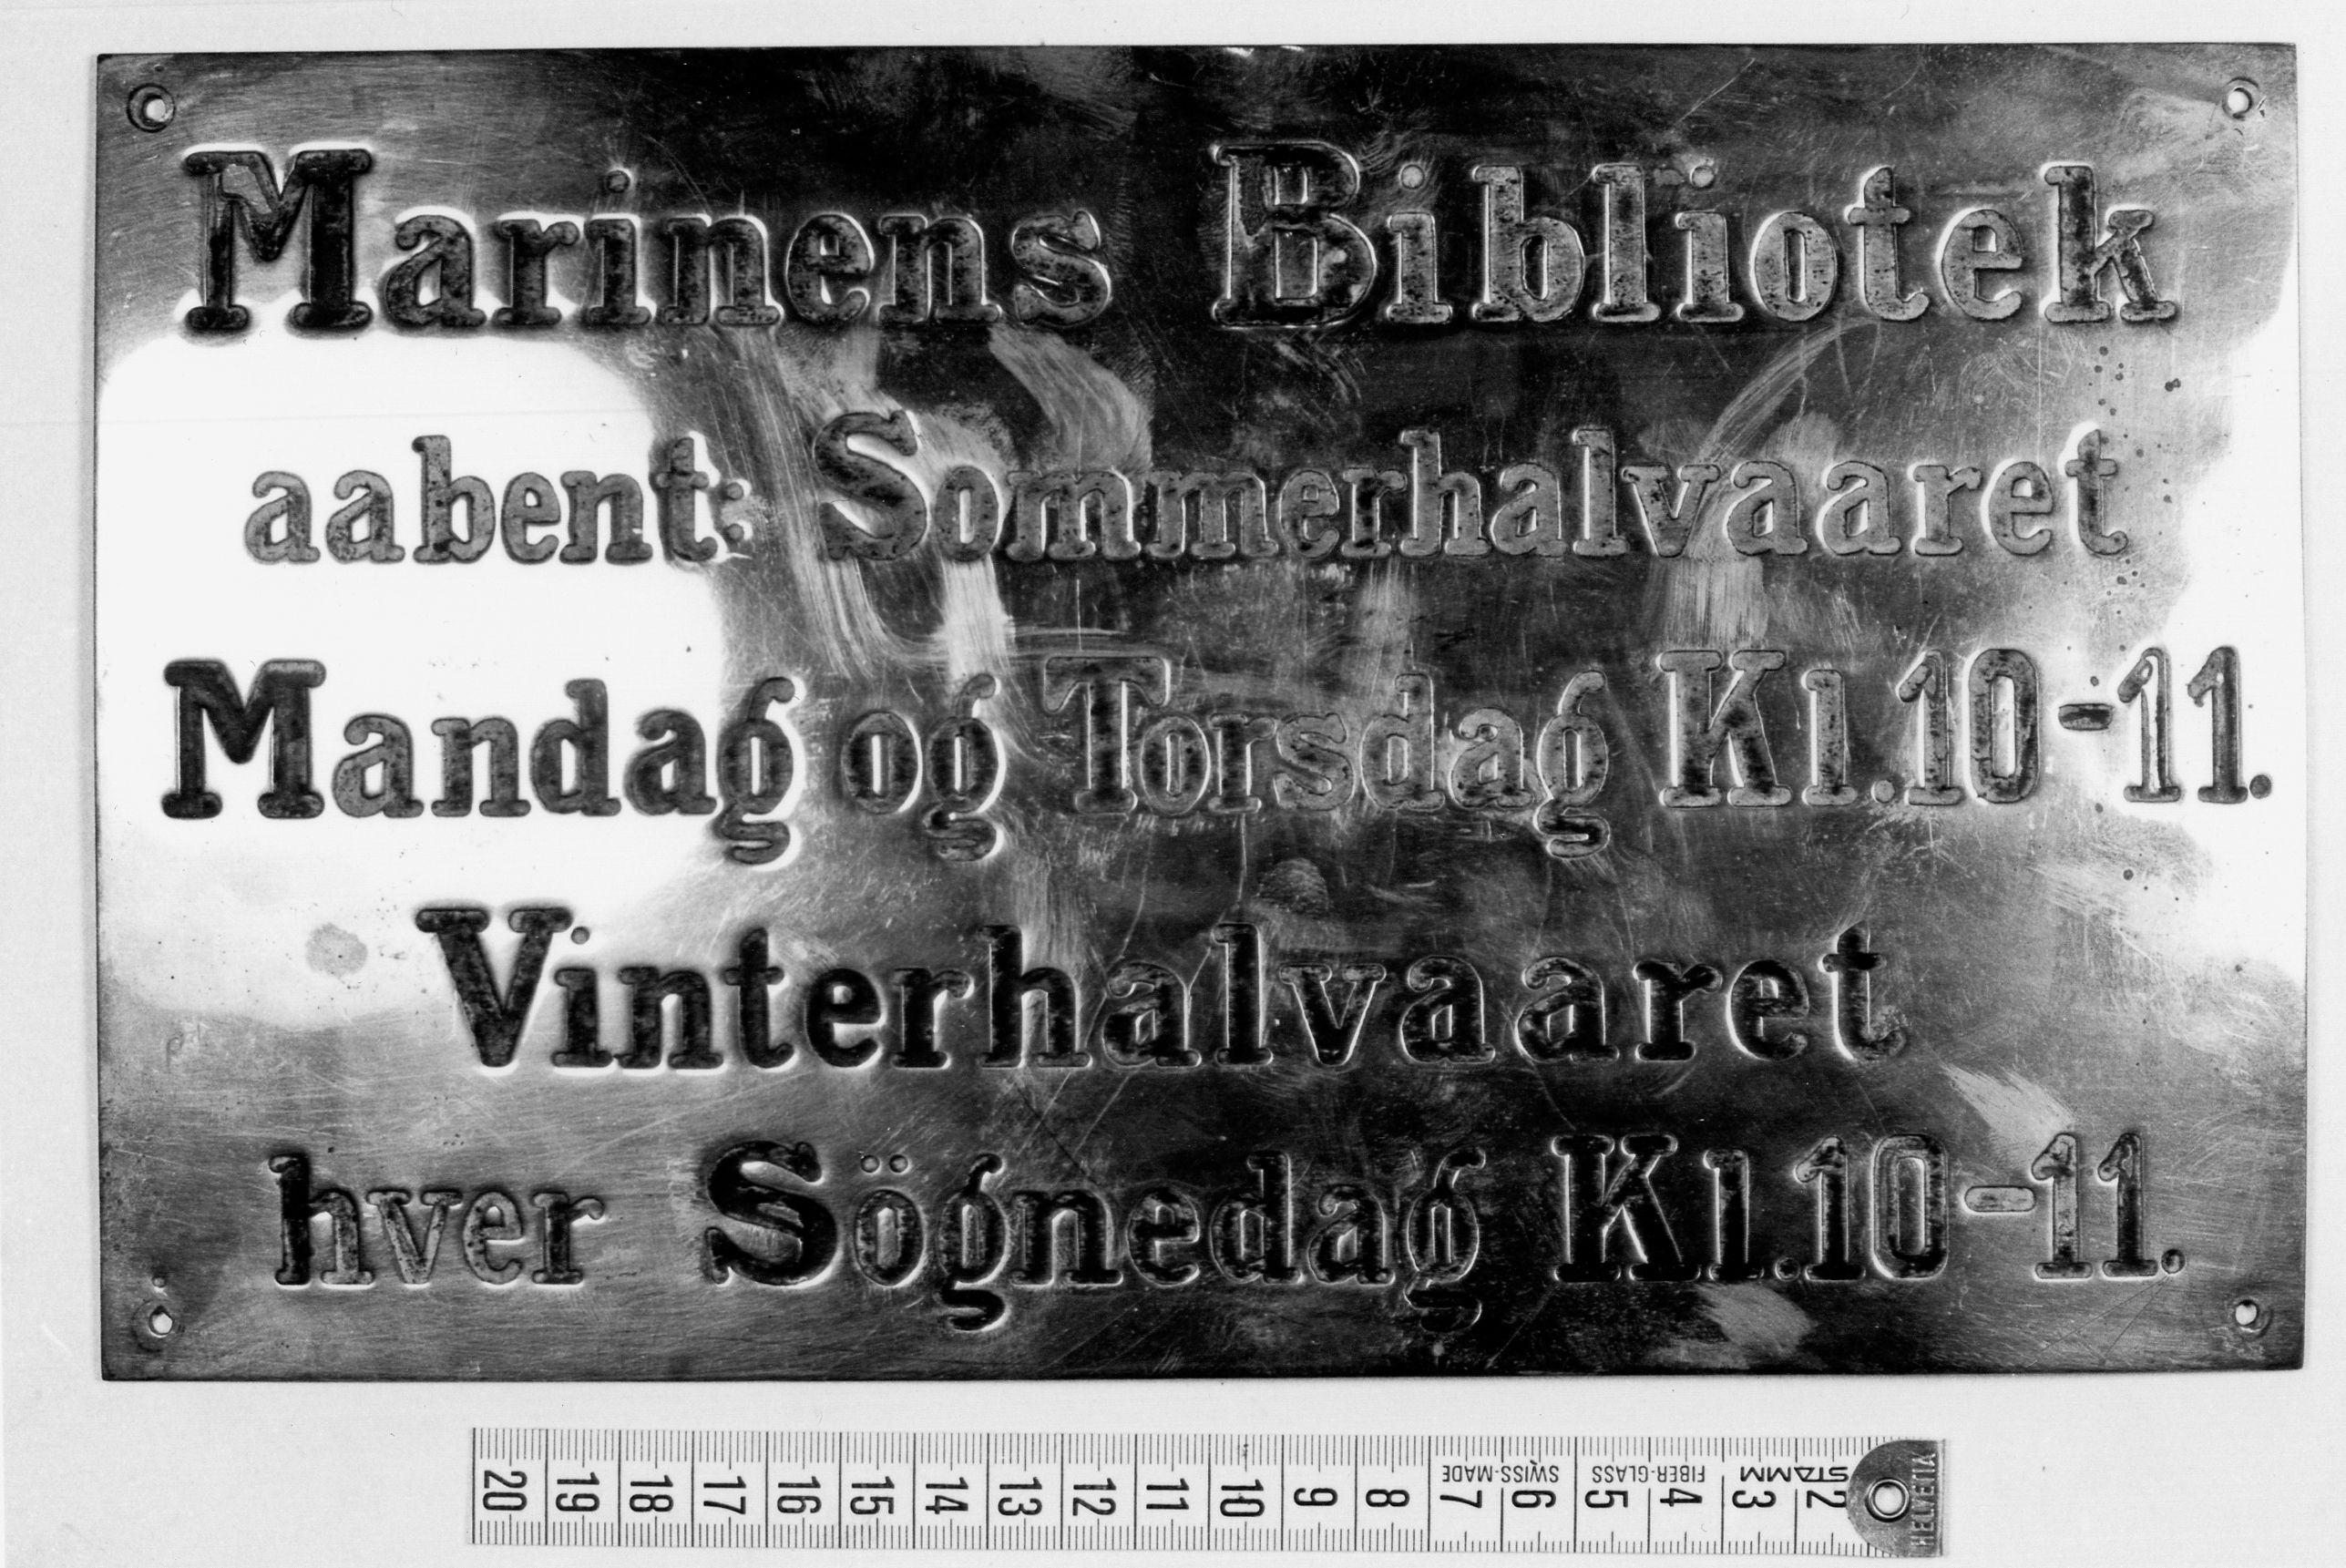 Marinens Bibliotek
aabent: Sommerhalvaaret
Mandag og Torsdag Kl.10-11.
Vinterhalvaaret
hver Sögnedag Kl.10-11.
20 19 18 17 16 15 14 13 12 11 10 9 8 7 6 5 4 3 2
SWISS-MADE FIBER-GLASS STAMM
HELVETIA